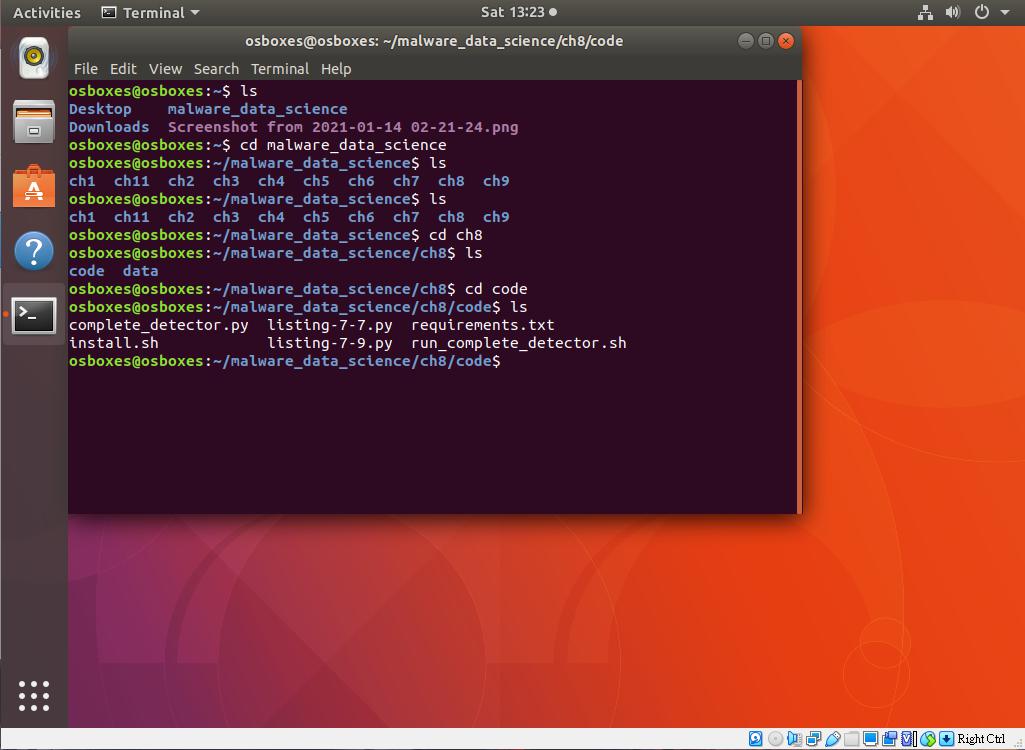 Activities Terminal Sat 13:23
osboxes@osboxes: ~/malware_data_science/ch8/code
File Edit View Search Terminal Help
osboxes@osboxes:~$ ls
Desktop malware_data_science
Downloads Screenshot from 2021-01-14 02-21-24.png
osboxes@osboxes:~$ cd malware_data_science
osboxes@osboxes:~/malware_data_science$ ls
ch1 ch11 ch2 ch3 ch4 ch5 ch6 ch7 ch8 ch9
osboxes@osboxes:~/malware_data_science$ ls
ch1 ch11 ch2 ch3 ch4 ch5 ch6 ch7 ch8 ch9
osboxes@osboxes:~/malware_data_science$ cd ch8
osboxes@osboxes:~/malware_data_science/ch8$ ls
code data
osboxes@osboxes:~/malware_data_science/ch8$ cd code
osboxes@osboxes:~/malware_data_science/ch8/code$ ls
complete_detector.py listing-7-7.py requirements.txt
install.sh listing-7-9.py run_complete_detector.sh
osboxes@osboxes:~/malware_data_science/ch8/code$
Right Ctrl